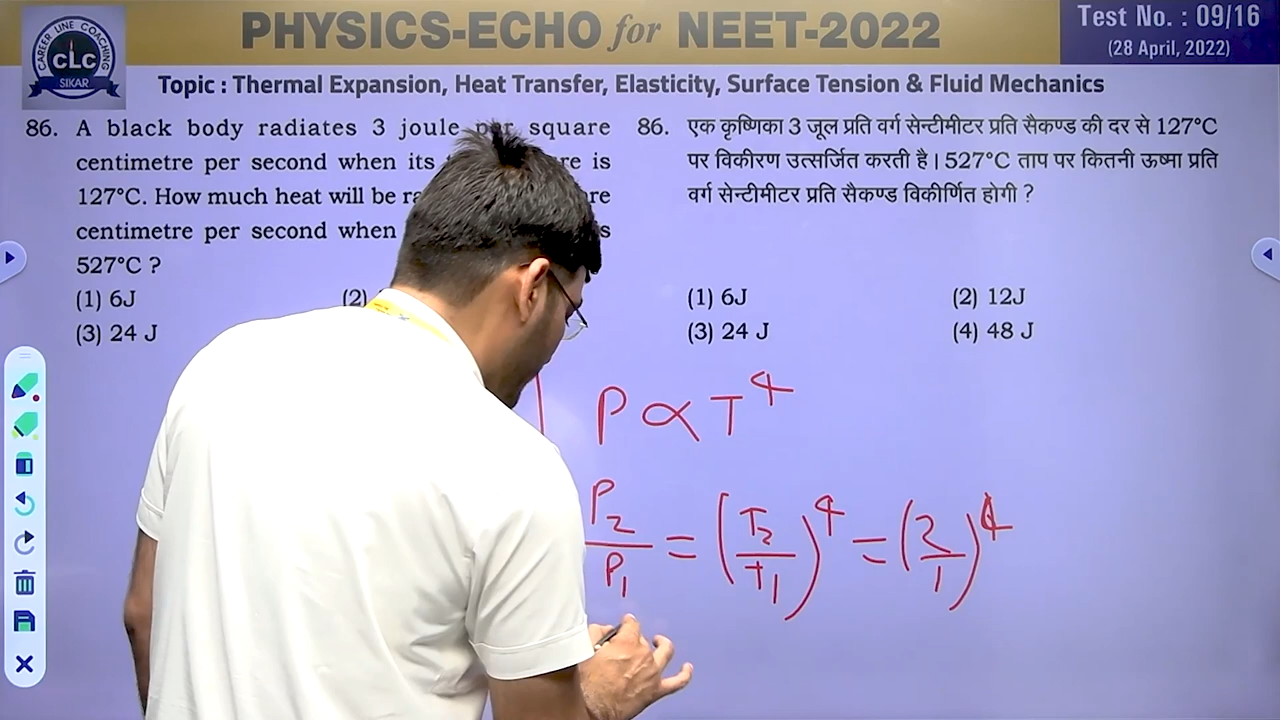 PHYSICS-ECHO for NEET-2022
Test No. : 09/16
(28 April, 2022)
CAREER LINE COACHING
CLC
SIKAR
Topic : Thermal Expansion, Heat Transfer, Elasticity, Surface Tension & Fluid Mechanics
86. A black body radiates 3 joule per square
centimetre per second when its is
127°C. How much heat will be
centimetre per second when
527°C ?
(1) 6J (2)
(3) 24 J
86. एक कृष्णिका 3 जूल प्रति वर्ग सेन्टीमीटर प्रति सैकण्ड की दर से 127°C
पर विकीरण उत्सर्जित करती है। 527°C ताप पर कितनी ऊष्मा प्रति
वर्ग सेन्टीमीटर प्रति सैकण्ड विकीर्णित होगी ?
(1) 6J (2) 12J
(3) 24 J (4) 48 J
P ∝ T⁴
P₂/P₁ = (T₂/T₁)⁴ = (2/1)⁴